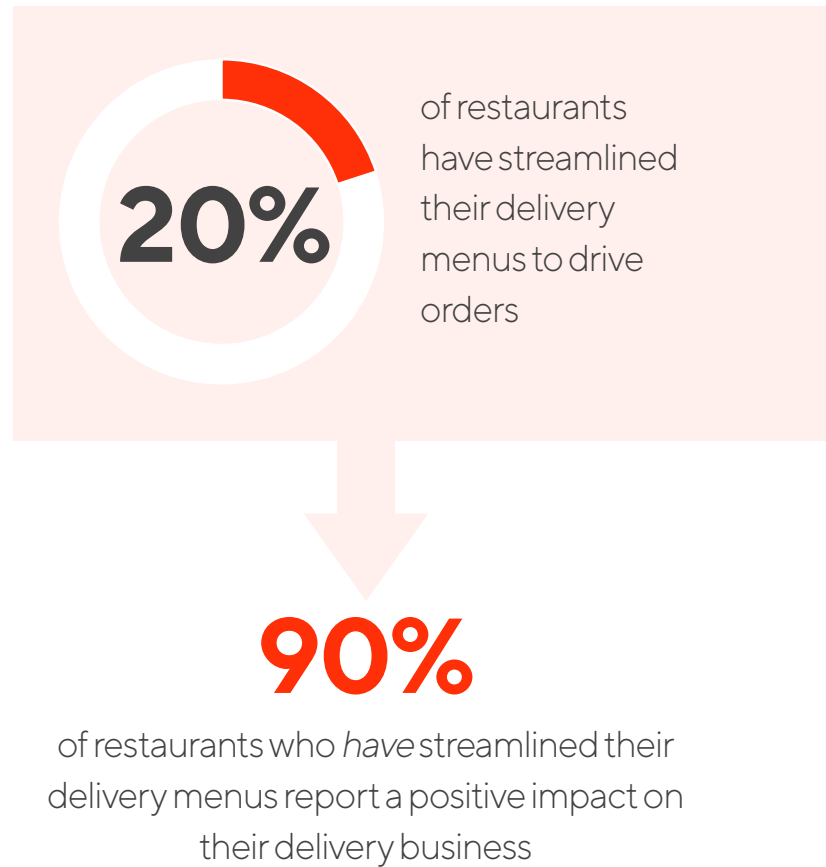 20%
of restaurants
have streamlined
their delivery
menus to drive
orders
90%
of restaurants who have streamlined their
delivery menus report a positive impact on
their delivery business